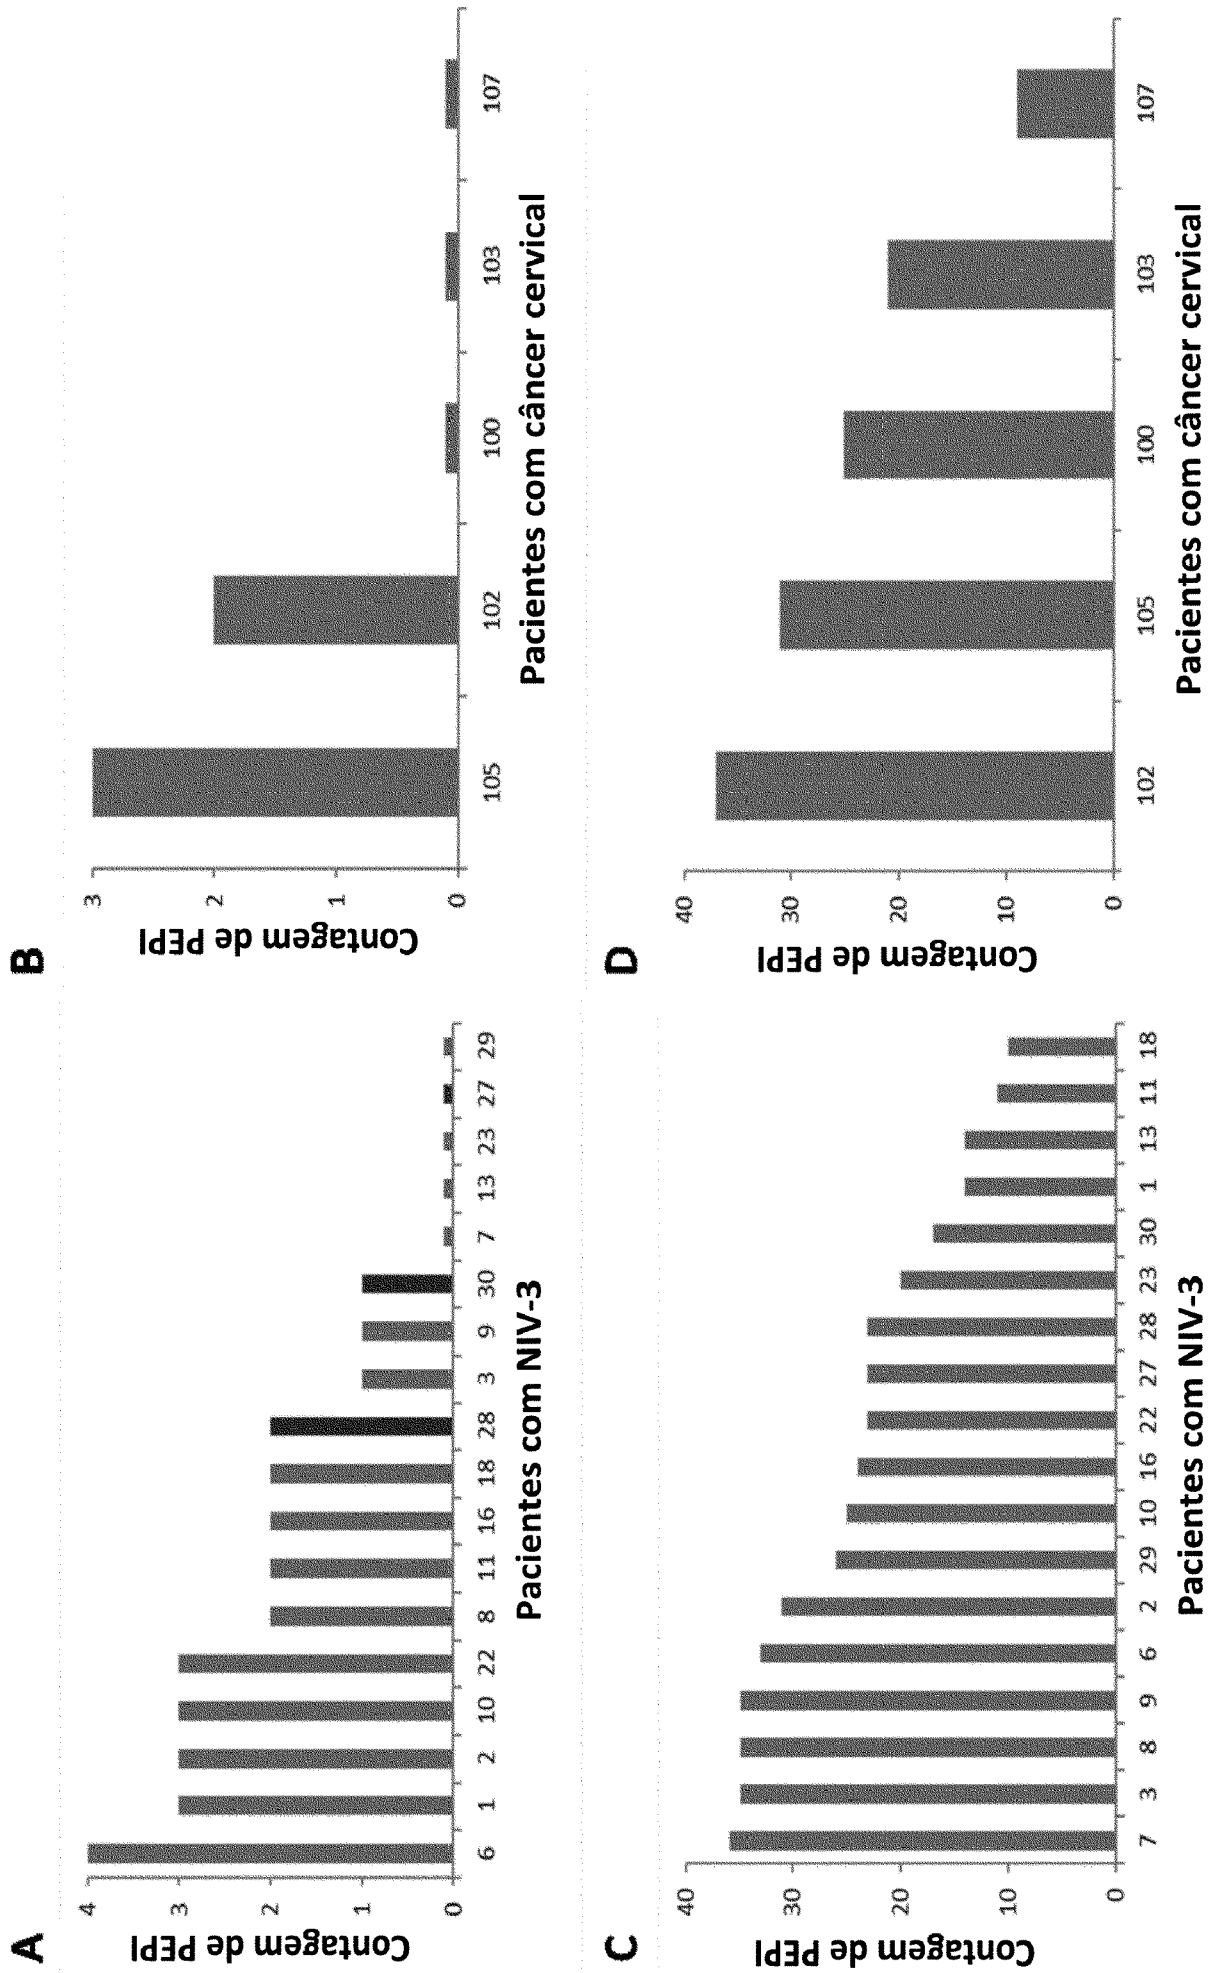 A
Contagem de PEPI
4
3
2
1
0
6 1 2 10 22 8 11 16 18 28 3 9 30 7 13 23 27 29
Pacientes com NIV-3
B
Contagem de PEPI
3
2
1
0
105 102 100 103 107
Pacientes com câncer cervical
C
Contagem de PEPI
40
30
20
10
0
7 3 8 9 6 2 29 10 16 22 27 28 23 30 1 13 11 18
Pacientes com NIV-3
D
Contagem de PEPI
40
30
20
10
0
102 105 100 103 107
Pacientes com câncer cervical